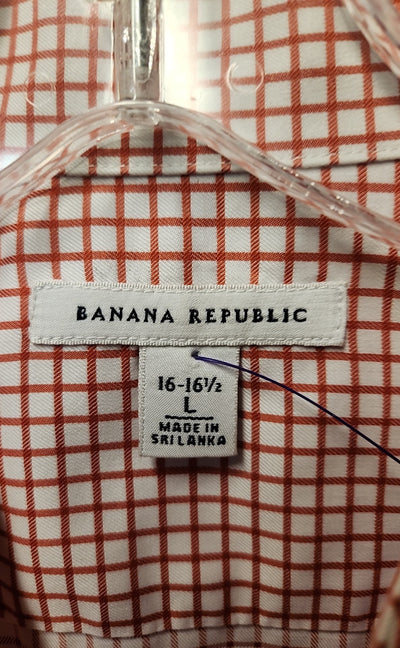 BANANA REPUBLIC
16-16½
L
MADE IN
SRI LANKA